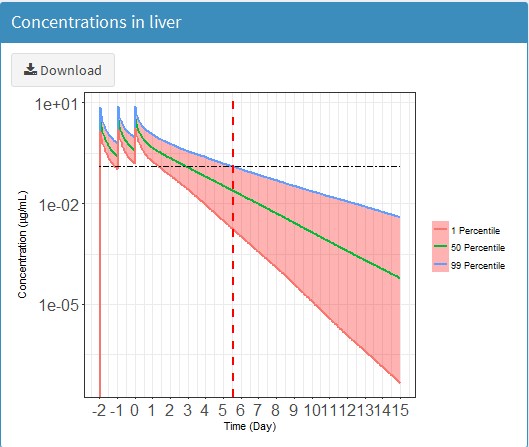 Concentrations in liver
Download
1e+01
1e-02
1e-05
Concentration (µg/mL)
-2 -1 0 1 2 3 4 5 6 7 8 9 10 11 12 13 14 15
Time (Day)
1 Percentile
50 Percentile
99 Percentile